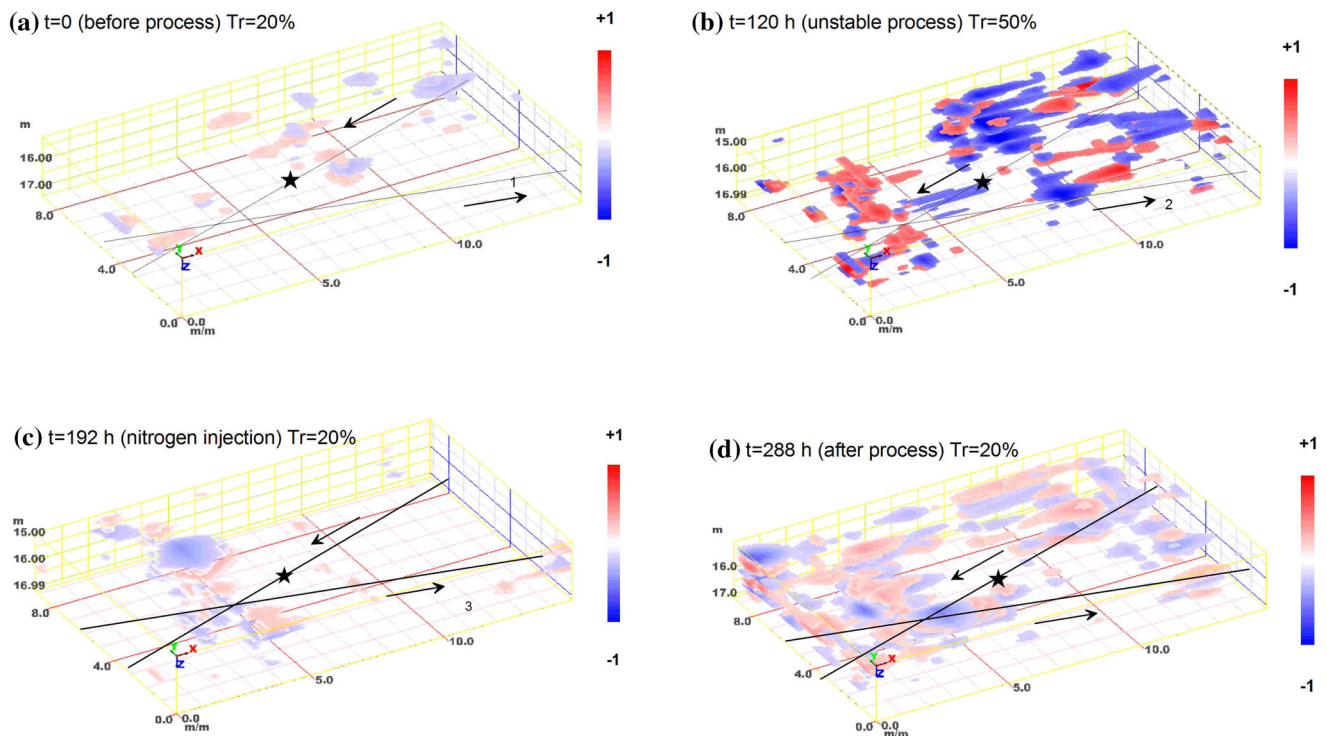 (a) t=0 (before process) Tr=20%
+1
-1
m
16.00
17.00
8.0
4.0
0.0
0.0
m/m
5.0
10.0
1
Y
X
Z
(b) t=120 h (unstable process) Tr=50%
+1
-1
m
15.00
16.00
16.99
8.0
4.0
0.0
0.0
m/m
5.0
10.0
2
Y
X
Z
(c) t=192 h (nitrogen injection) Tr=20%
+1
-1
m
15.00
16.00
16.99
8.0
4.0
0.0
0.0
m/m
5.0
10.0
3
Y
X
Z
(d) t=288 h (after process) Tr=20%
+1
-1
m
16.0
17.0
8.0
4.0
0.0
0.0
m/m
5.0
10.0
Y
X
Z